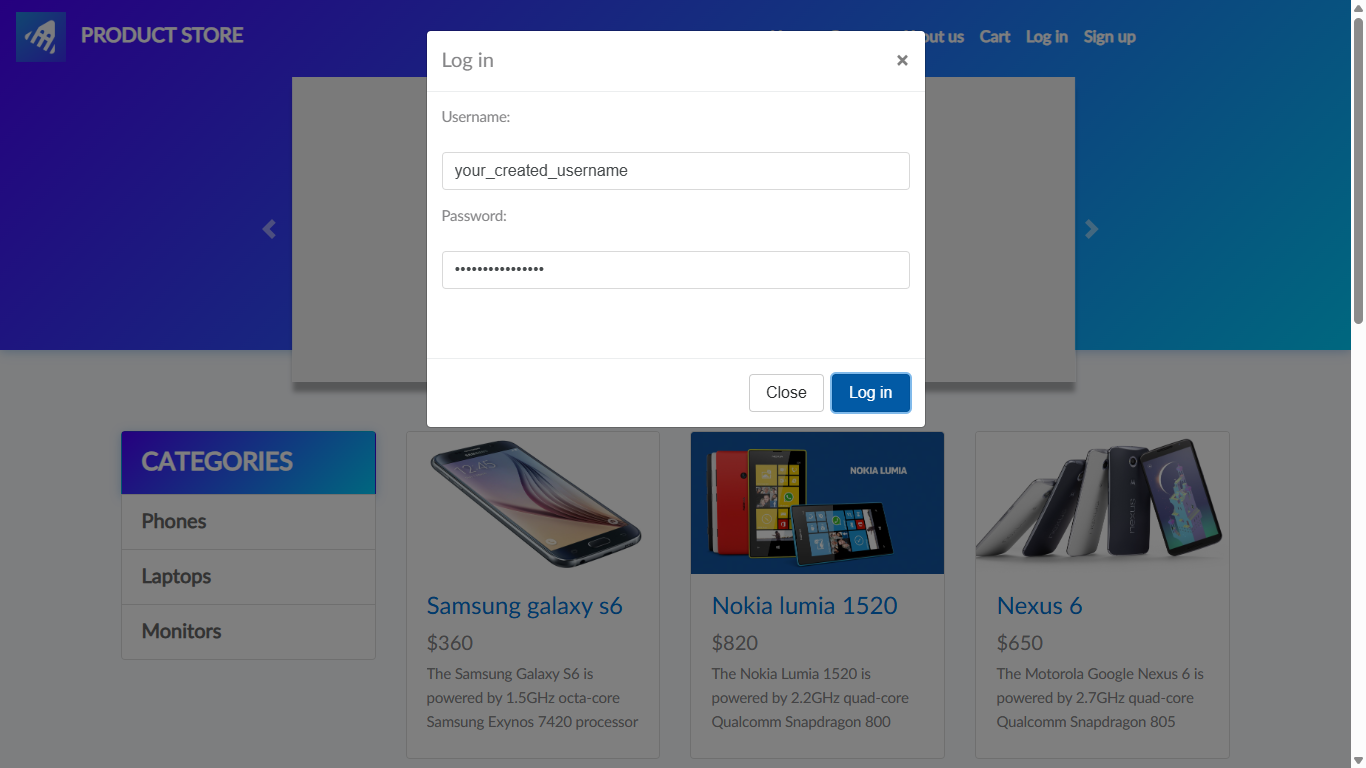 PRODUCT STORE
out us Cart Log in Sign up
Log in ×
Username:
your_created_username
Password:
••••••••••••••••
Close Log in
CATEGORIES
Phones
Laptops
Monitors
NOKIA LUMIA
Samsung galaxy s6
$360
The Samsung Galaxy S6 is
powered by 1.5GHz octa-core
Samsung Exynos 7420 processor
Nokia lumia 1520
$820
The Nokia Lumia 1520 is
powered by 2.2GHz quad-core
Qualcomm Snapdragon 800
Nexus 6
$650
The Motorola Google Nexus 6 is
powered by 2.7GHz quad-core
Qualcomm Snapdragon 805